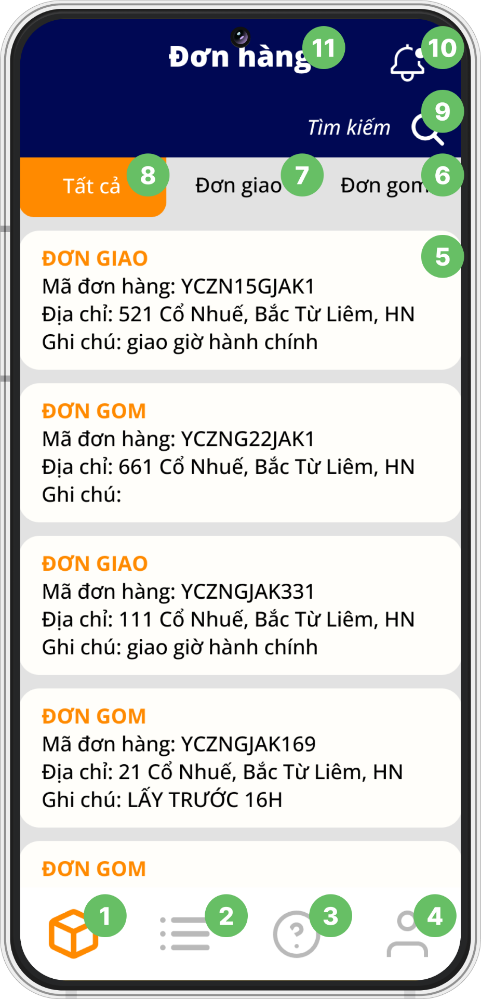 Đơn hàng 11
10
Tìm kiếm 9
Tất cả 8
Đơn giao 7
Đơn gom 6
5
ĐƠN GIAO
Mã đơn hàng: YCZN15GJAK1
Địa chỉ: 521 Cổ Nhuế, Bắc Từ Liêm, HN
Ghi chú: giao giờ hành chính
ĐƠN GOM
Mã đơn hàng: YCZNG22JAK1
Địa chỉ: 661 Cổ Nhuế, Bắc Từ Liêm, HN
Ghi chú:
ĐƠN GIAO
Mã đơn hàng: YCZNGJAK331
Địa chỉ: 111 Cổ Nhuế, Bắc Từ Liêm, HN
Ghi chú: giao giờ hành chính
ĐƠN GOM
Mã đơn hàng: YCZNGJAK169
Địa chỉ: 21 Cổ Nhuế, Bắc Từ Liêm, HN
Ghi chú: LẤY TRƯỚC 16H
ĐƠN GOM
1 2 ? 3 4